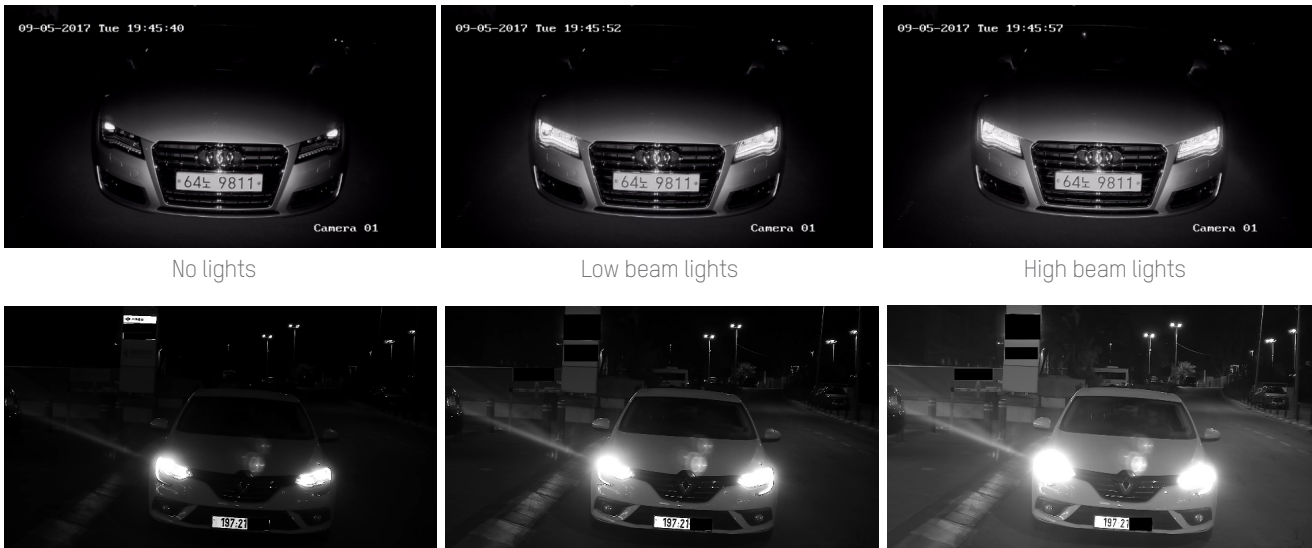 09-05-2017 Tue 19:45:40
09-05-2017 Tue 19:45:52
09-05-2017 Tue 19:45:57
64노 9811
64노 9811
64노 9811
Camera 01
Camera 01
Camera 01
No lights
Low beam lights
High beam lights
197:21
197:21
197 21